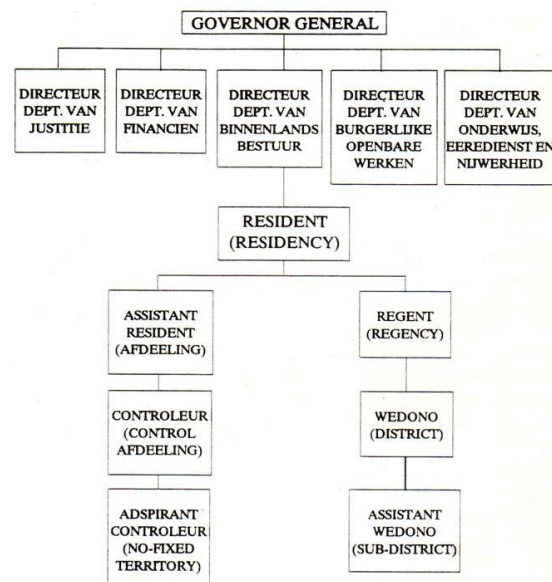 GOVERNOR GENERAL
DIRECTEUR
DEPT. VAN
JUSTITIE
DIRECTEUR
DEPT. VAN
FINANCIEN
DIRECTEUR
DEPT. VAN
BINNENLANDS
BESTUUR
DIRECTEUR
DEPT. VAN
BURGERLIJKE
OPENBARE
WERKEN
DIRECTEUR
DEPT. VAN
ONDERWIJS,
EEREDIENST EN
NIJWERHEID
RESIDENT
(RESIDENCY)
ASSISTANT
RESIDENT
(AFDEELING)
REGENT
(REGENCY)
CONTROLEUR
(CONTROL
AFDEELING)
WEDONO
(DISTRICT)
ADSPIRANT
CONTROLEUR
(NO-FIXED
TERRITORY)
ASSISTANT
WEDONO
(SUB-DISTRICT)